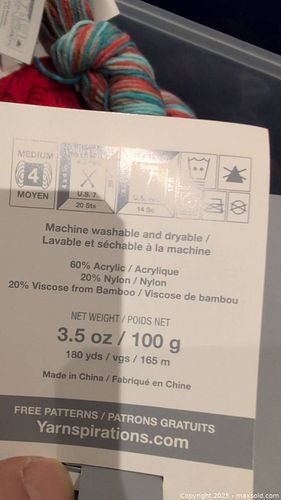 MEDIUM
4
MOYEN
U.S. 7
20 Sts
7
14 Sc
Machine washable and dryable /
Lavable et séchable à la machine
60% Acrylic / Acrylique
20% Nylon / Nylon
20% Viscose from Bamboo / Viscose de bambou
NET WEIGHT / POIDS NET
3.5 oz / 100 g
180 yds / vgs / 165 m
Made in China / Fabriqué en Chine
FREE PATTERNS / PATRONS GRATUITS
Yarnspirations.com
Copyright 2025 - maxsold.com